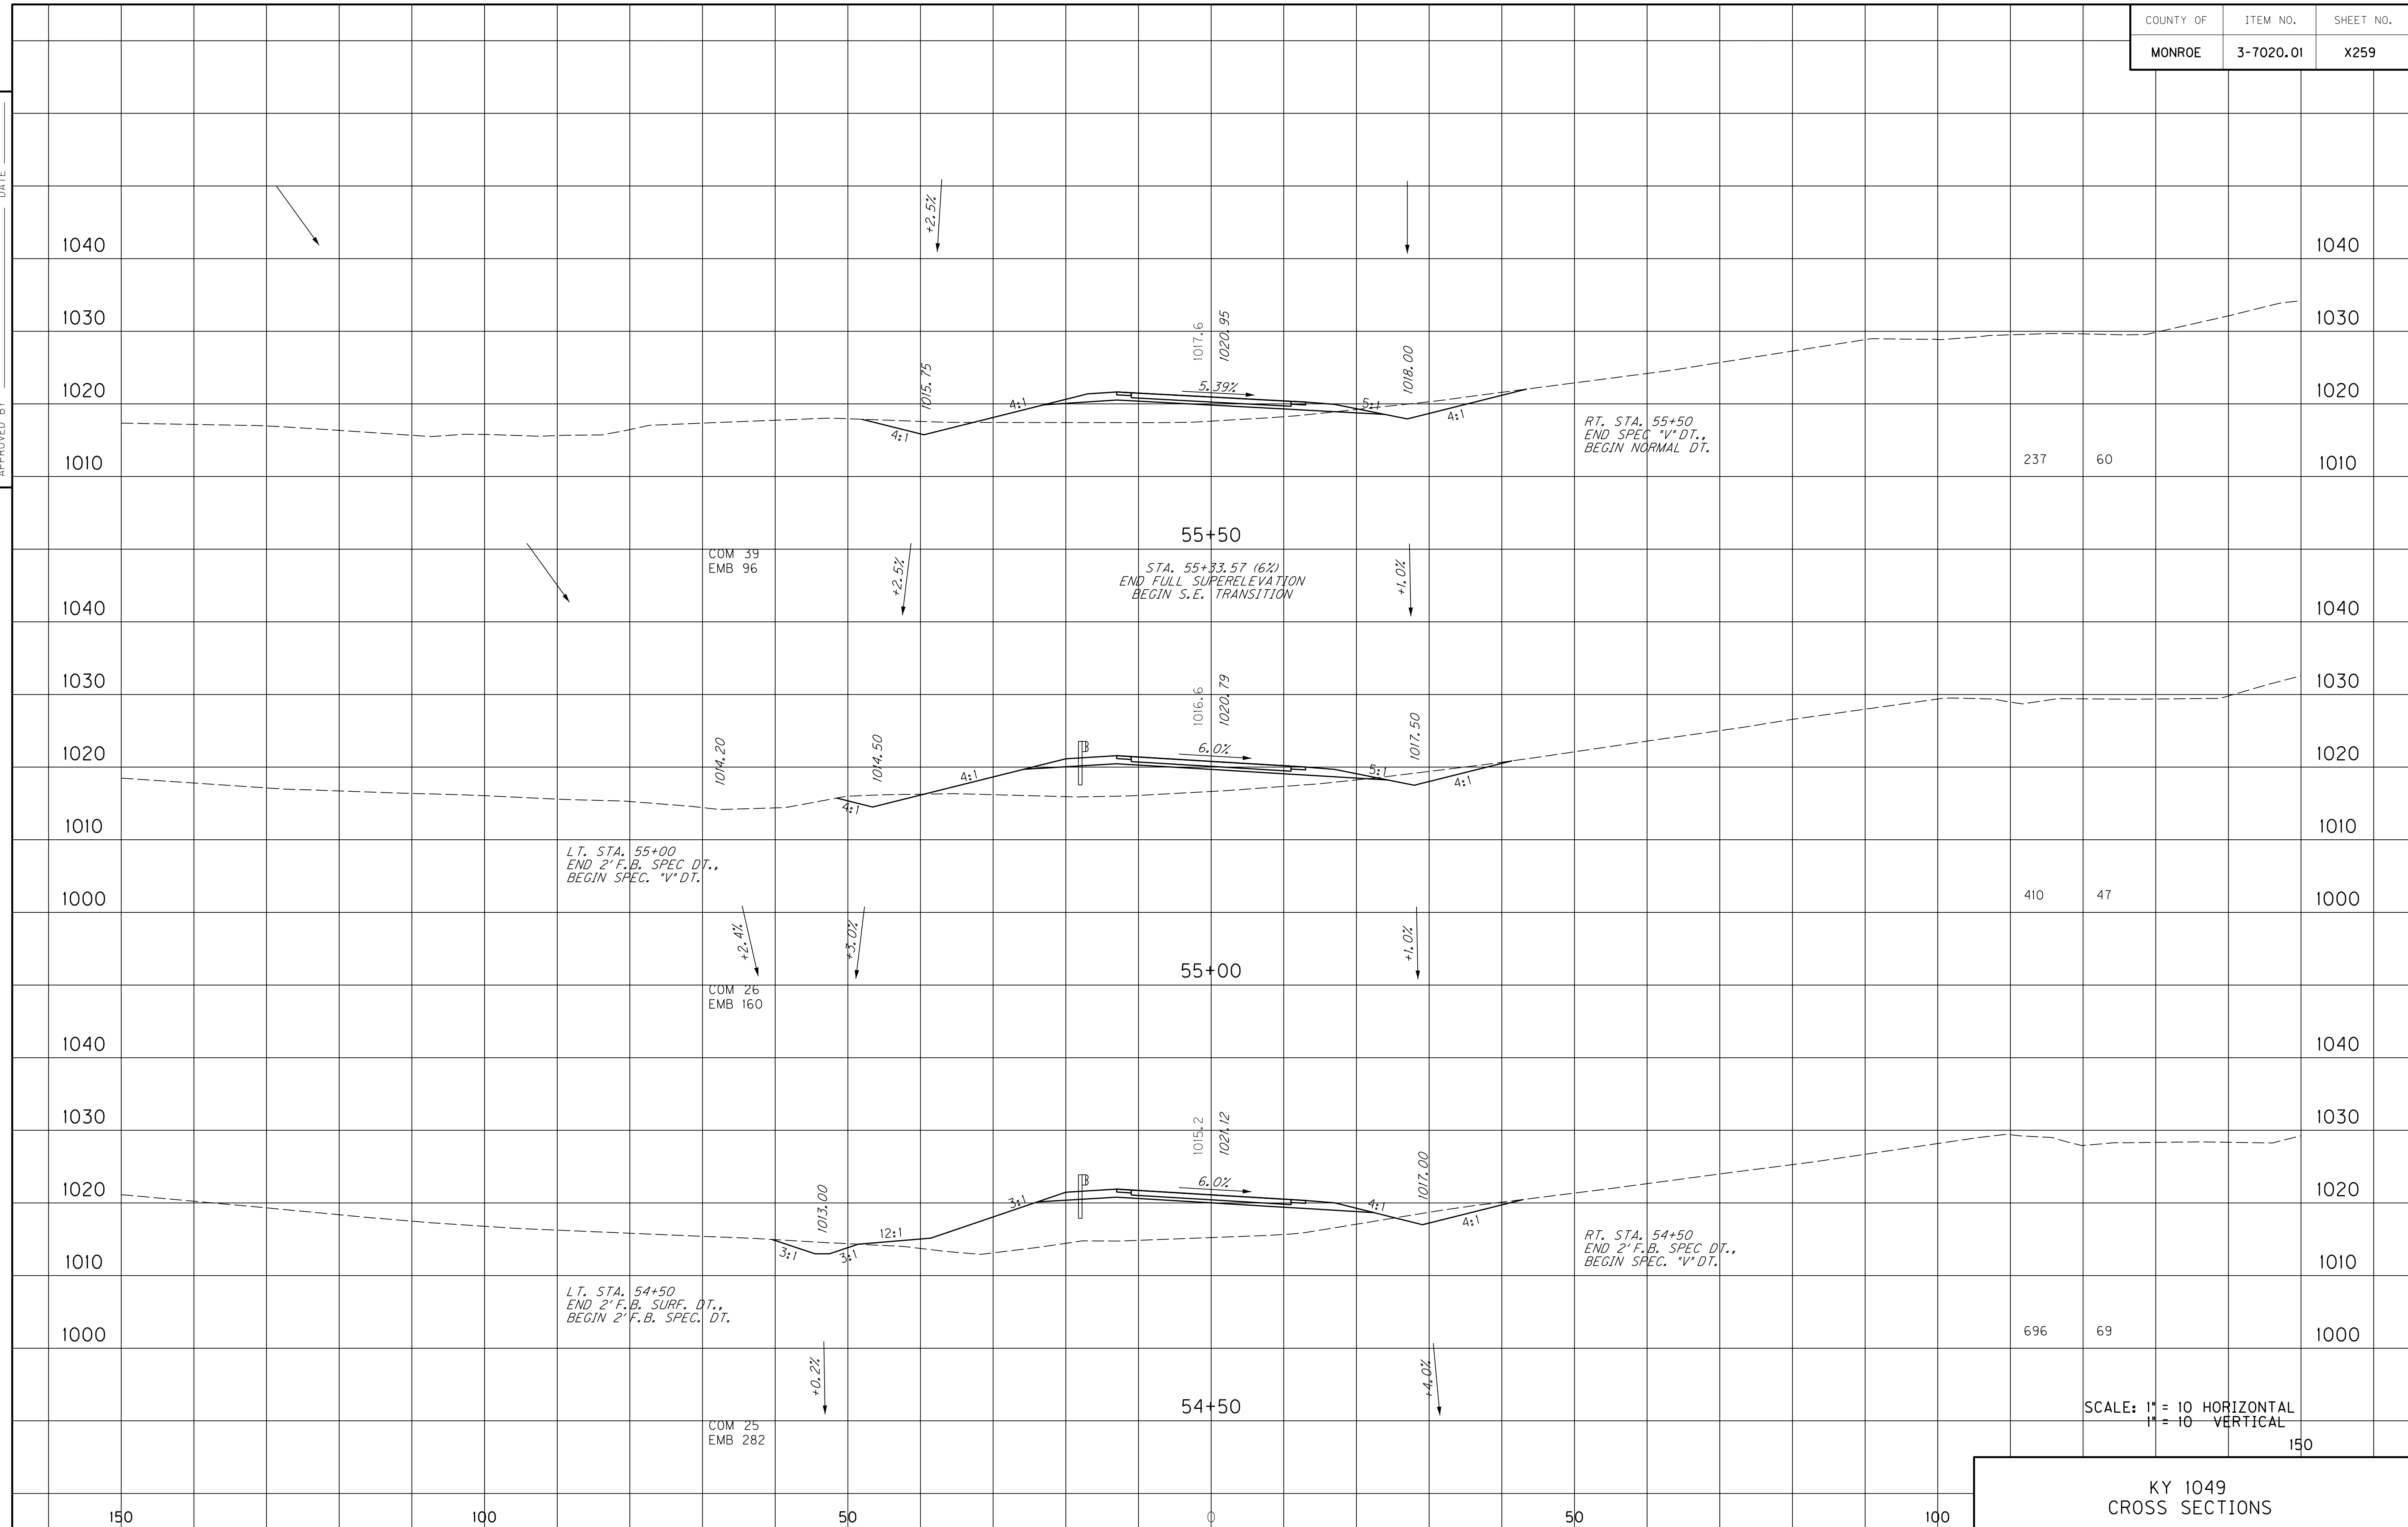 COUNTY OF ITEM NO. SHEET NO.
MONROE 3-7020.01 X259
DATE
APPROVED BY
+2.5%
1040 1040
1030 1017.6 1020.95 1030
1015.75 1018.00
1020 4:1 5.39% 5:1 1020
4:1 4:1
RT. STA. 55+50
END SPEC "V" DT.,
BEGIN NORMAL DT.
1010 237 60 1010
55+50
COM 39
EMB 96
+2.5%
STA. 55+33.57 (6%)
END FULL SUPERELEVATION
BEGIN S.E. TRANSITION
+1.0%
1040 1040
1030 1016.6 1020.79 1030
1014.20 1014.50 1017.50
1020 4:1 6.0% 5:1 1020
4:1 4:1
1010 1010
LT. STA. 55+00
END 2' F.B. SPEC DT.,
BEGIN SPEC. "V" DT.
1000 410 47 1000
+2.4% +3.0% +1.0%
55+00
COM 26
EMB 160
1040 1040
1030 1015.2 1021.12 1030
1013.00 1017.00
1020 3:1 6.0% 4:1 1020
3:1 3:1 12:1 4:1
RT. STA. 54+50
END 2' F.B. SPEC DT.,
BEGIN SPEC. "V" DT.
1010 1010
LT. STA. 54+50
END 2' F.B. SURF. DT.,
BEGIN 2' F.B. SPEC. DT.
1000 696 69 1000
+0.2% +4.0%
54+50
COM 25
EMB 282
SCALE: 1" = 10 HORIZONTAL
1" = 10 VERTICAL
150
KY 1049
CROSS SECTIONS
150 100 50 0 50 100